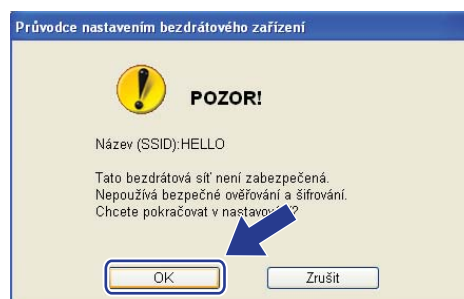 Průvodce nastavením bezdrátového zařízení
POZOR!
Název (SSID):HELLO
Tato bezdrátová síť není zabezpečená.
Nepoužívá bezpečné ověřování a šifrování.
Chcete pokračovat v nastavování?
OK
Zrušit